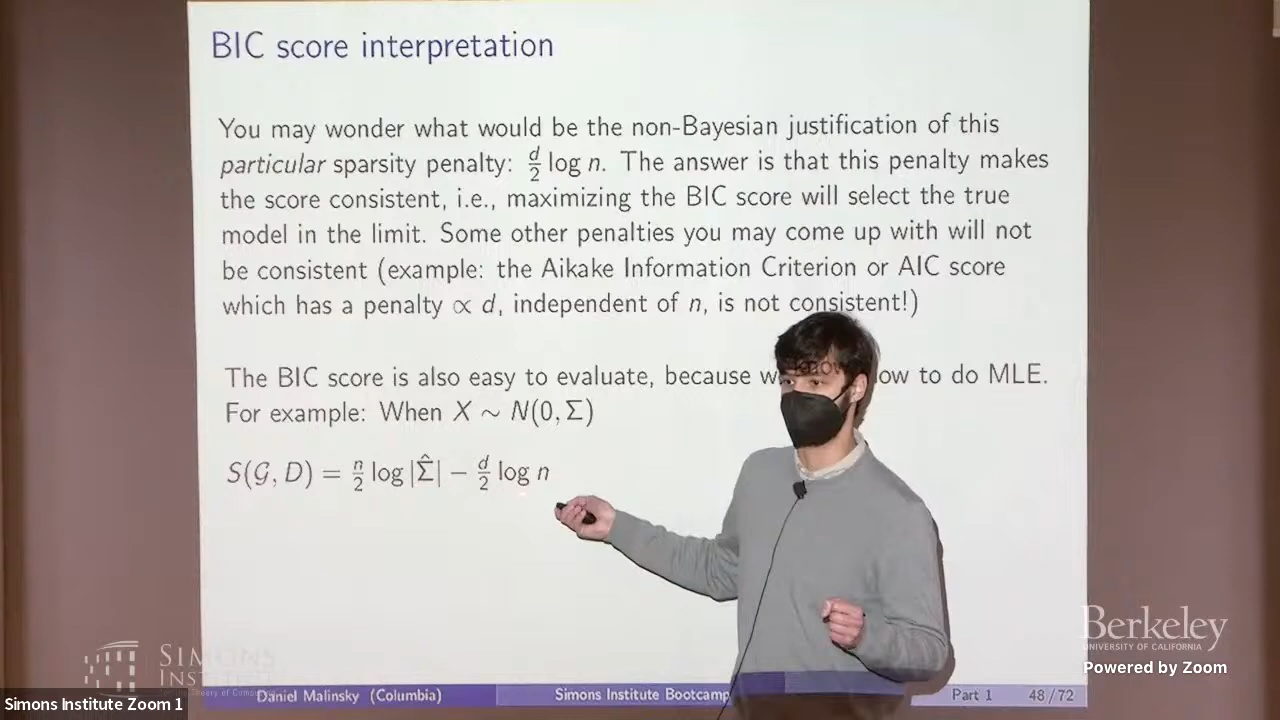 BIC score interpretation
You may wonder what would be the non-Bayesian justification of this
particular sparsity penalty: d/2 log n. The answer is that this penalty makes
the score consistent, i.e., maximizing the BIC score will select the true
model in the limit. Some other penalties you may come up with will not
be consistent (example: the Aikake Information Criterion or AIC score
which has a penalty ∝ d, independent of n, is not consistent!)
The BIC score is also easy to evaluate, because we know how to do MLE.
For example: When X ∼ N(0, Σ)
S(G, D) = n/2 log |Σ̂| − d/2 log n
SIMONS
INSTITUTE
Berkeley
UNIVERSITY OF CALIFORNIA
Powered by Zoom
Daniel Malinsky (Columbia) Simons Institute Bootcamp Part 1 48 / 72
Simons Institute Zoom 1